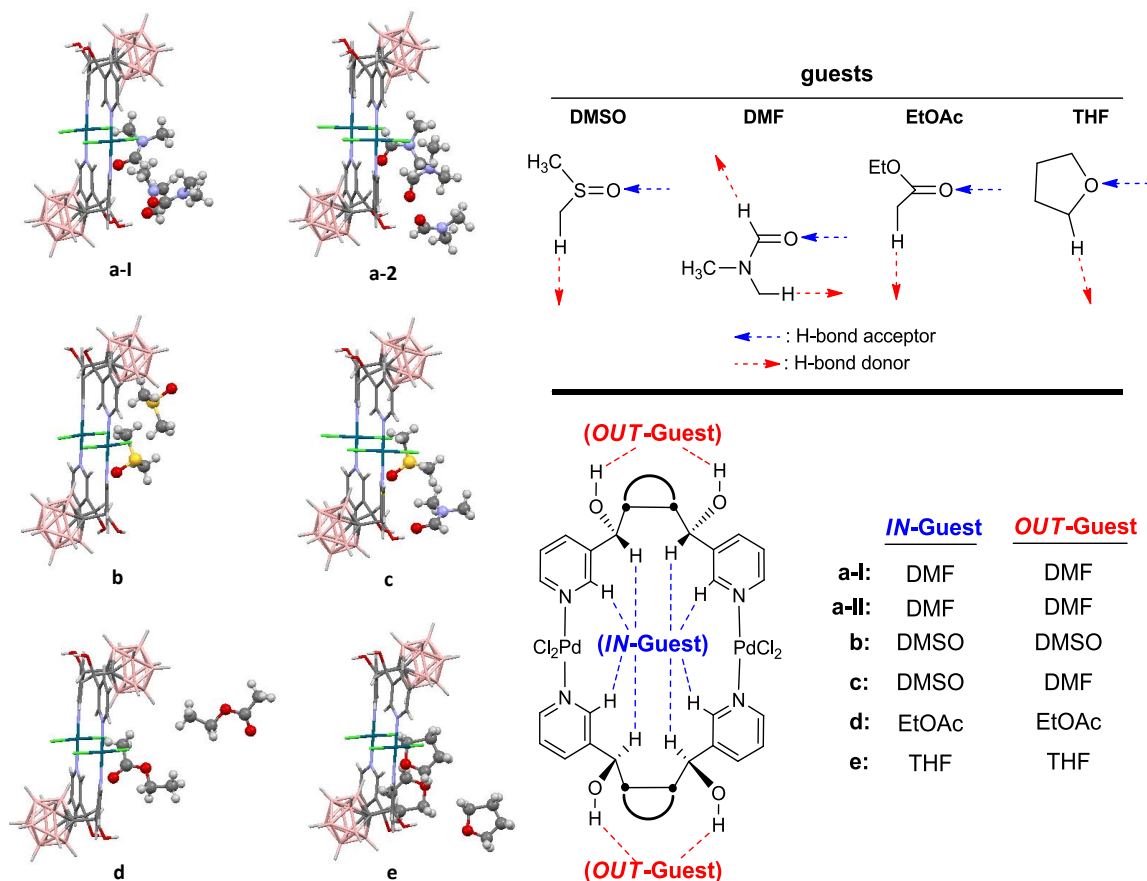 a-I
a-2
b
c
d
e
guests
DMSO DMF EtOAc THF
H3C
S=O
H
H
O
H3C
N
H
EtO
O
H
O
H
: H-bond acceptor
: H-bond donor
(OUT-Guest)
H H
O O
H H
H H
N N
Cl2Pd (IN-Guest) PdCl2
N N
H H
H H
O O
H H
(OUT-Guest)
IN-Guest OUT-Guest
a-I: DMF DMF
a-II: DMF DMF
b: DMSO DMSO
c: DMSO DMF
d: EtOAc EtOAc
e: THF THF